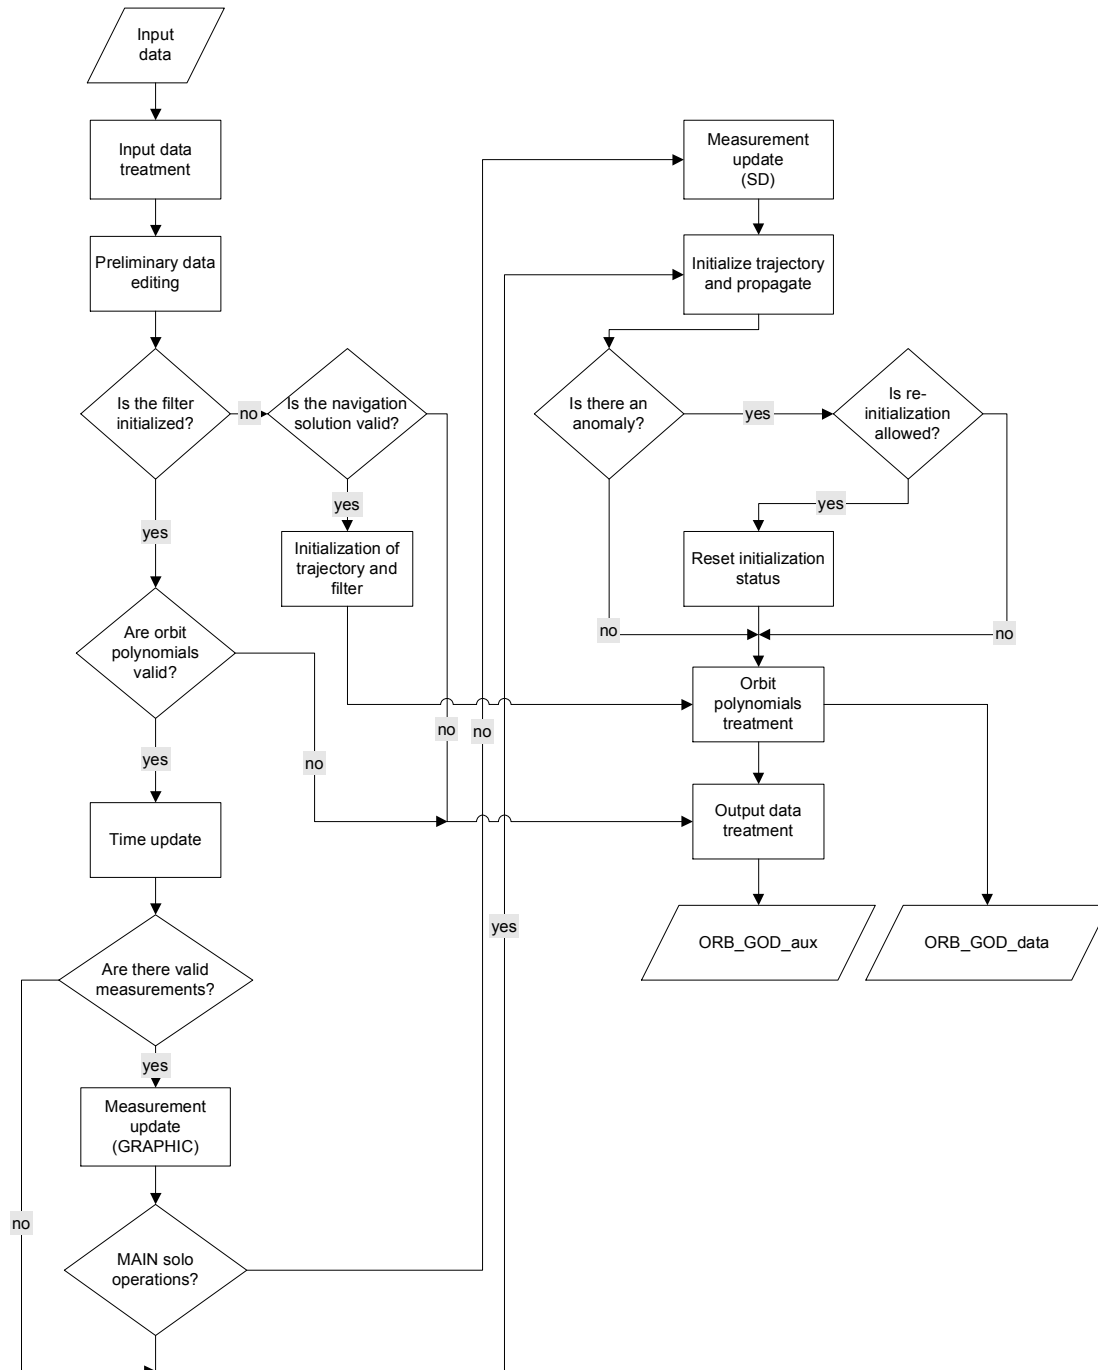 Input
data
Input data
treatment
Preliminary data
editing
Is the filter
initialized?
no
Is the navigation
solution valid?
yes
yes
Initialization of
trajectory and
filter
Are orbit
polynomials
valid?
no
no
no
yes
Time update
Are there valid
measurements?
yes
Measurement
update
(GRAPHIC)
no
MAIN solo
operations?
yes
Measurement
update
(SD)
Initialize trajectory
and propagate
Is there an
anomaly?
yes
Is re-
initialization
allowed?
yes
Reset initialization
status
no
no
Orbit
polynomials
treatment
Output data
treatment
ORB_GOD_aux
ORB_GOD_data